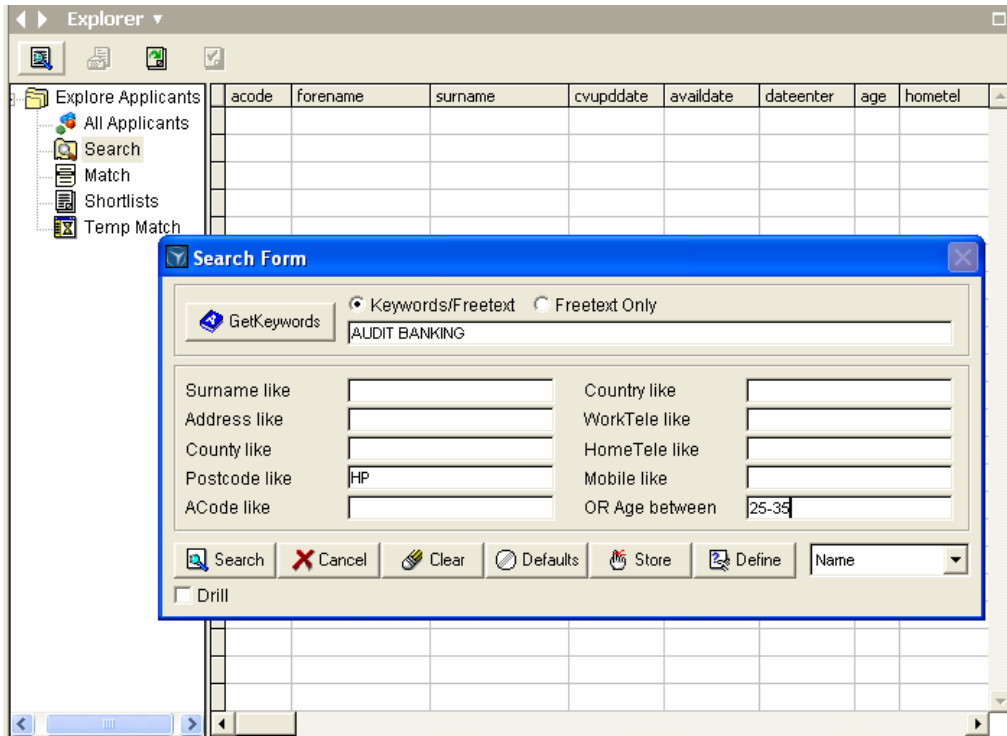 Explorer
Explore Applicants
All Applicants
Search
Match
Shortlists
Temp Match
acode forename surname cvupddate availdate dateenter age hometel
Search Form
GetKeywords
Keywords/Freetext Freetext Only
AUDIT BANKING
Surname like Country like
Address like WorkTele like
County like HomeTele like
Postcode like HP Mobile like
ACode like OR Age between 25-35
Search Cancel Clear Defaults Store Define Name
Drill